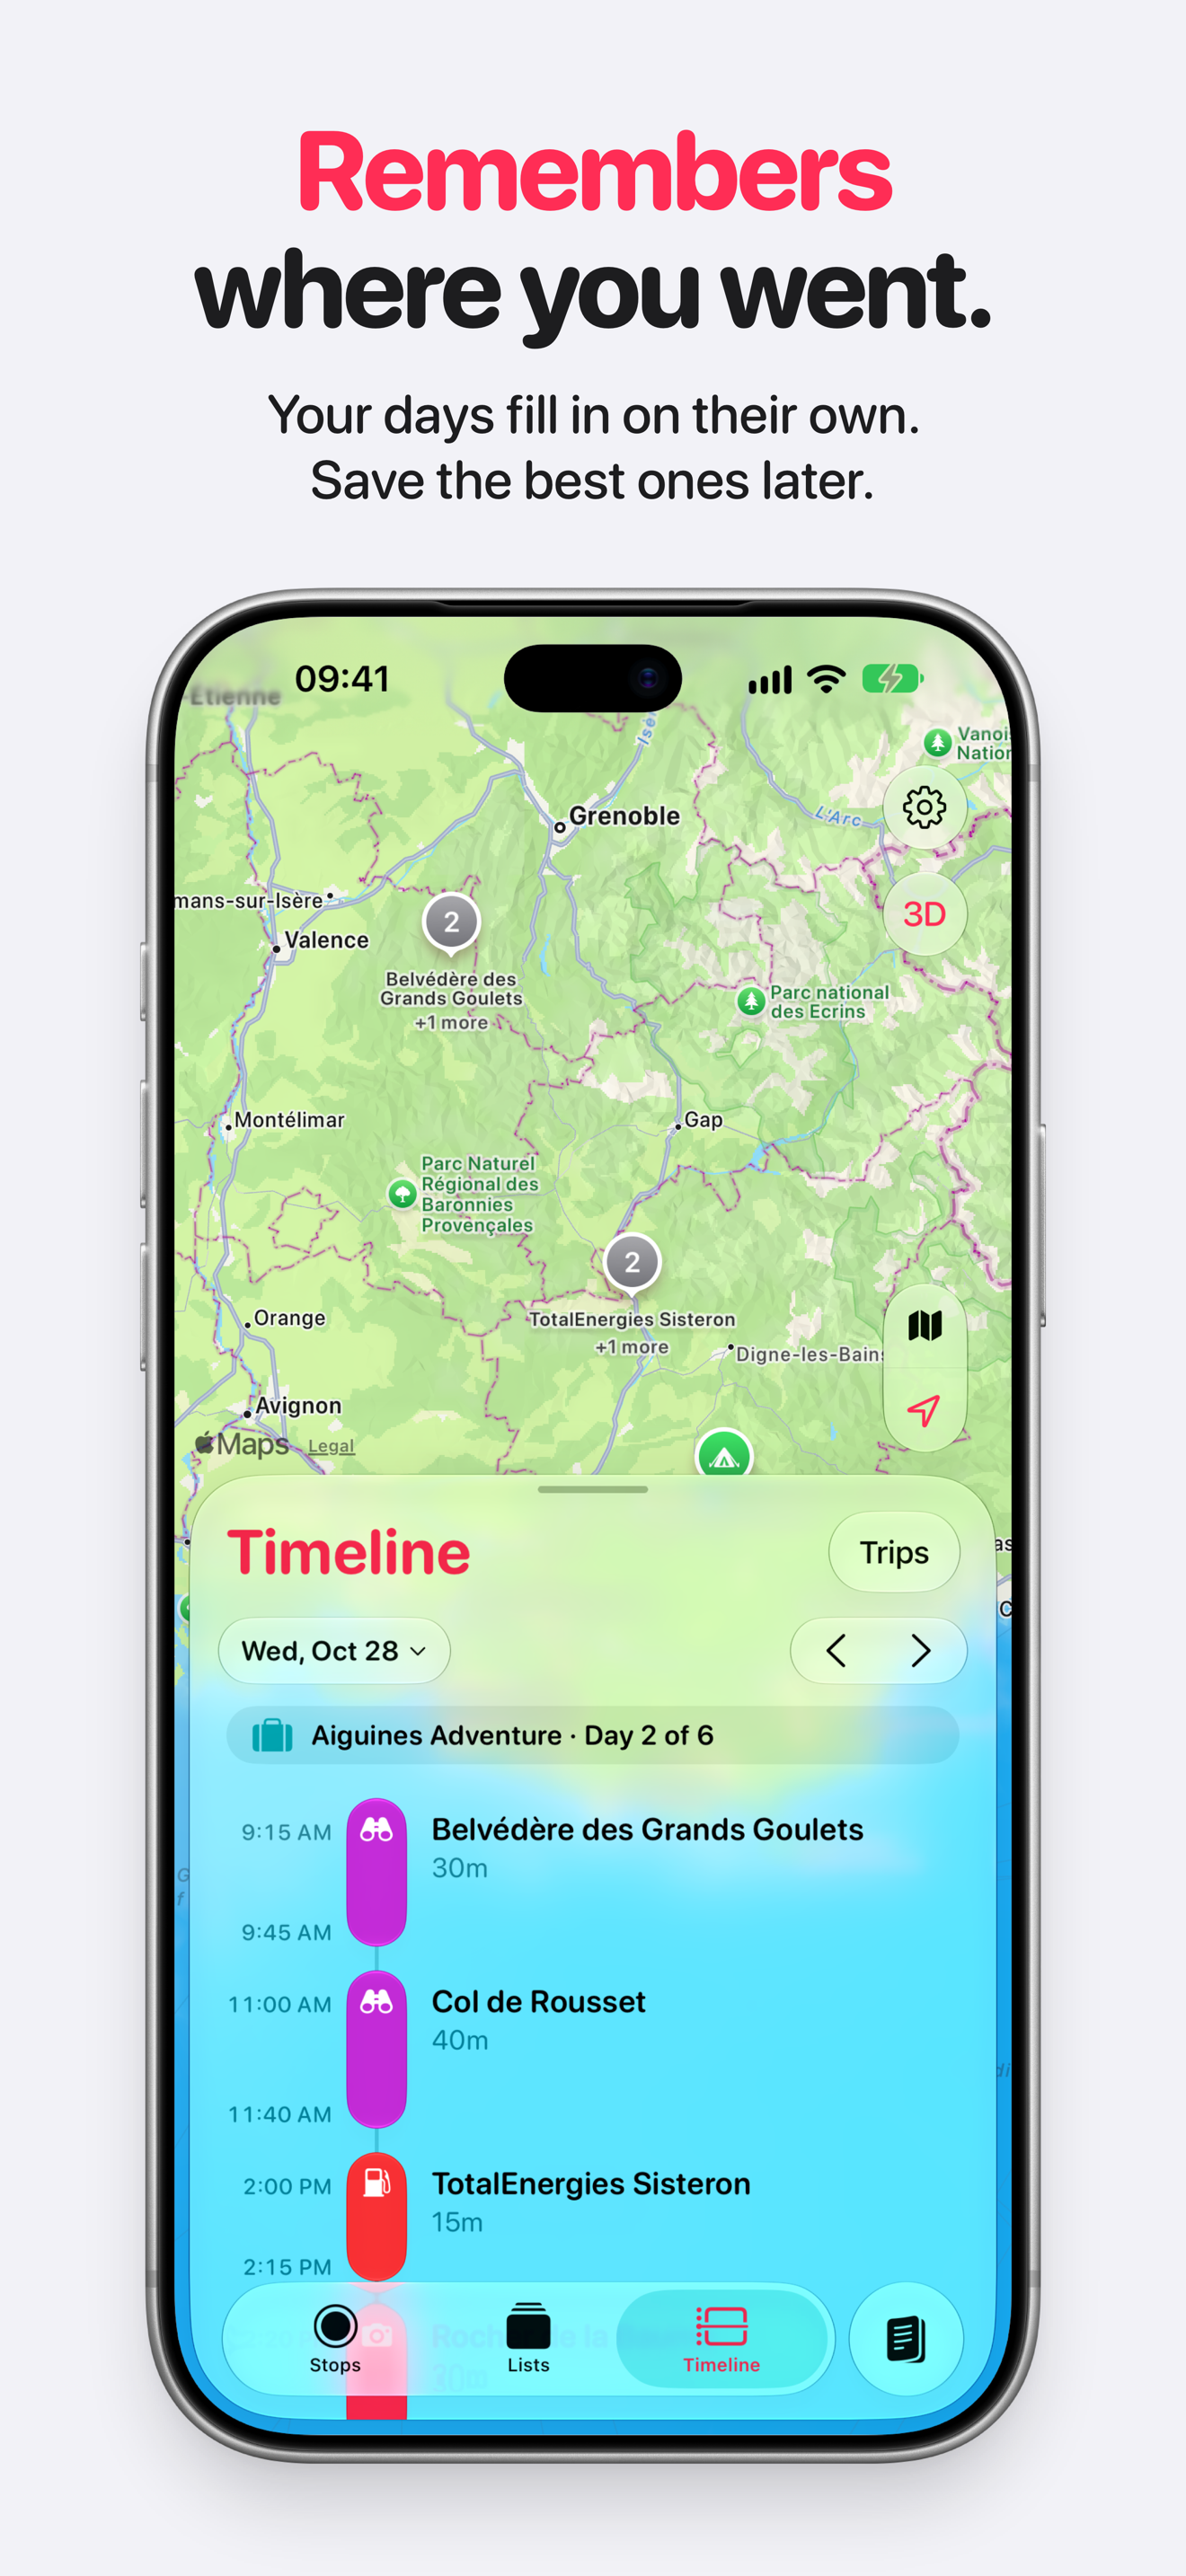 Remembers
where you went.
Your days fill in on their own.
Save the best ones later.
09:41
-Étienne
Isèr
Vanois
Nation
Grenoble
L'Arc
3D
mans-sur-Isère
Valence
2
Belvédère des
Grands Goulets
+1 more
Parc national
des Ecrins
Montélimar
Gap
Parc Naturel
Régional des
Baronnies
Provençales
2
TotalEnergies Sisteron
+1 more
Orange
Digne-les-Bains
Avignon
Maps
Legal
Timeline
Trips
Wed, Oct 28
Aiguines Adventure · Day 2 of 6
9:15 AM
Belvédère des Grands Goulets
30m
9:45 AM
11:00 AM
Col de Rousset
40m
11:40 AM
2:00 PM
TotalEnergies Sisteron
15m
2:15 PM
Stops
Lists
Timeline